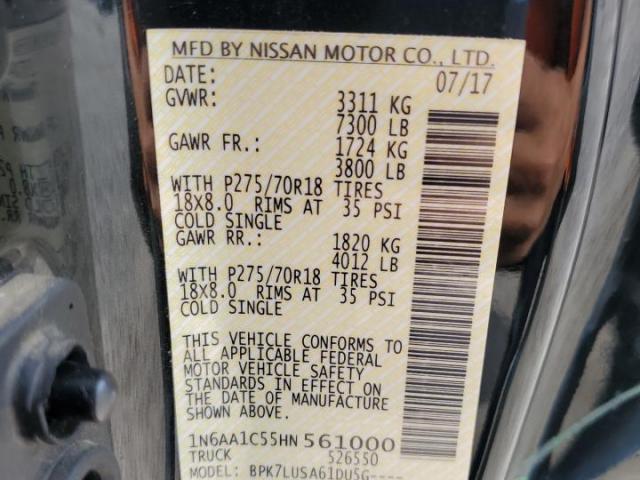 MFD BY NISSAN MOTOR CO., LTD.
DATE: 07/17
GVWR: 3311 KG
7300 LB
GAWR FR.: 1724 KG
3800 LB
WITH P275/70R18 TIRES
18X8.0 RIMS AT 35 PSI
COLD SINGLE
GAWR RR.: 1820 KG
4012 LB
WITH P275/70R18 TIRES
18X8.0 RIMS AT 35 PSI
COLD SINGLE
THIS VEHICLE CONFORMS TO
ALL APPLICABLE FEDERAL
MOTOR VEHICLE SAFETY
STANDARDS IN EFFECT ON
THE DATE OF MANUFACTURE
SHOWN ABOVE.
1N6AA1C55HN561000
TRUCK 526550
MODEL: BPK7LUSA61DU5G----